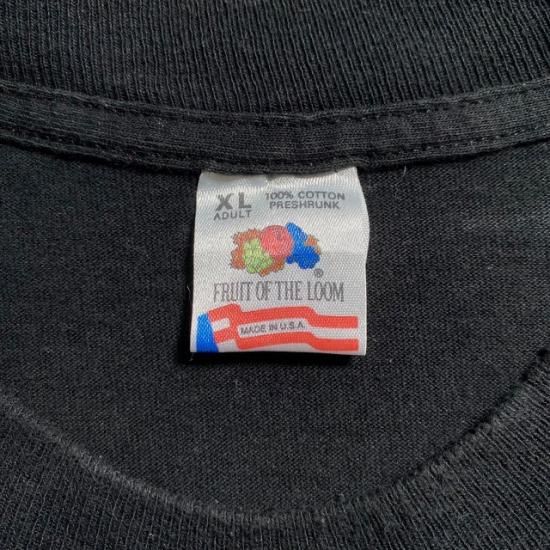 XL
ADULT
100% COTTON
PRESHRUNK
®
FRUIT OF THE LOOM
MADE IN U.S.A.